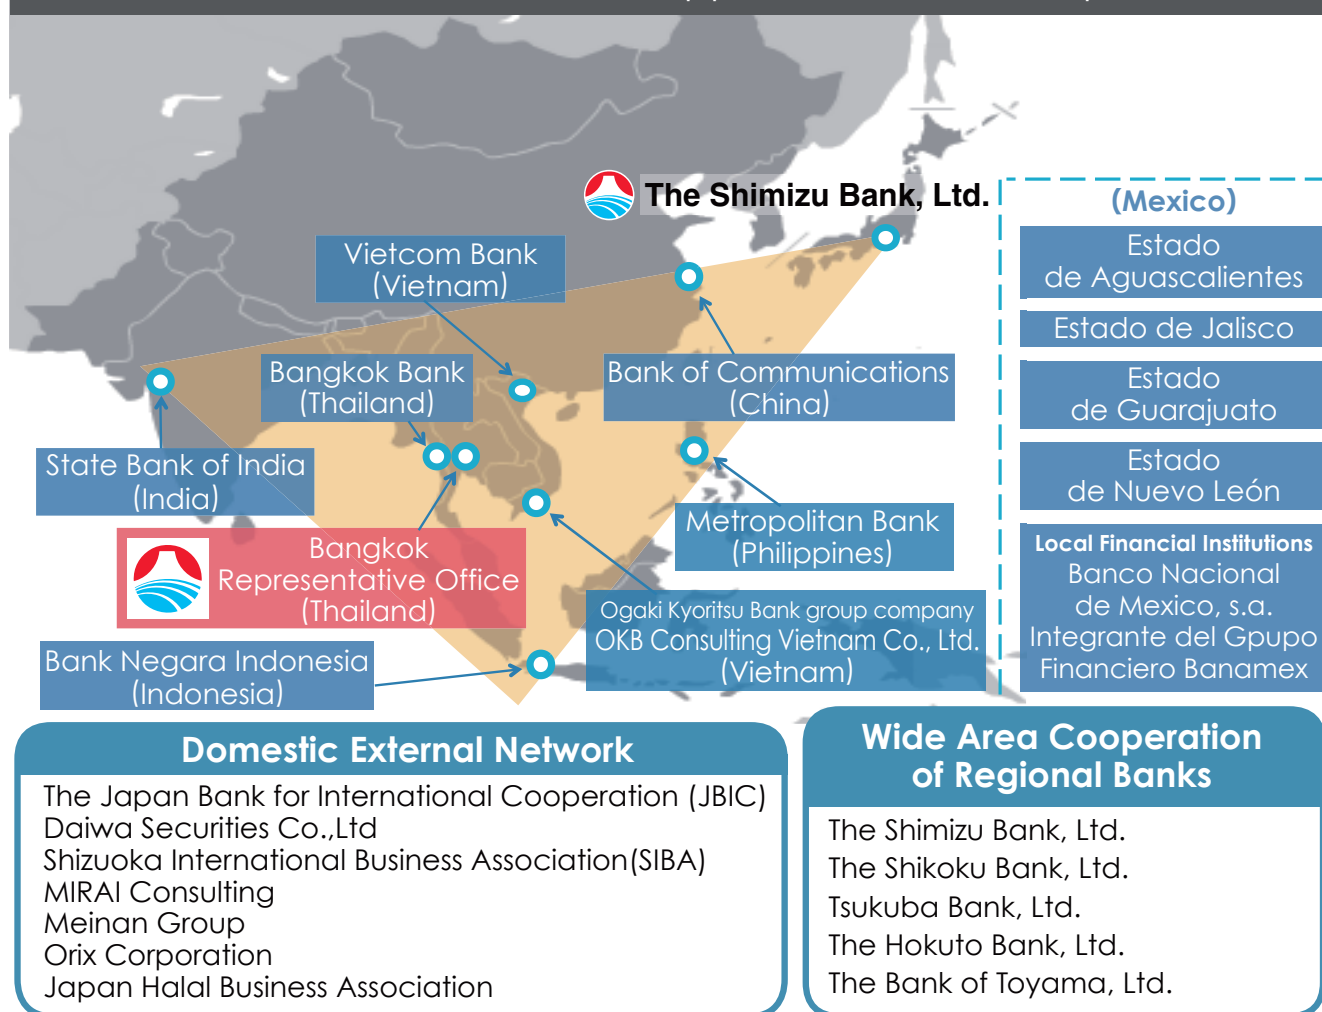 The Shimizu Bank, Ltd.
(Mexico)
Estado
de Aguascalientes
Estado de Jalisco
Estado
de Guarajuato
Estado
de Nuevo León
Local Financial Institutions
Banco Nacional
de Mexico, s.a.
Integrante del Gpupo
Financiero Banamex
Vietcom Bank
(Vietnam)
Bangkok Bank
(Thailand)
Bank of Communications
(China)
State Bank of India
(India)
Metropolitan Bank
(Philippines)
Bangkok
Representative Office
(Thailand)
Ogaki Kyoritsu Bank group company
OKB Consulting Vietnam Co., Ltd.
(Vietnam)
Bank Negara Indonesia
(Indonesia)
Domestic External Network
The Japan Bank for International Cooperation (JBIC)
Daiwa Securities Co.,Ltd
Shizuoka International Business Association(SIBA)
MIRAI Consulting
Meinan Group
Orix Corporation
Japan Halal Business Association
Wide Area Cooperation
of Regional Banks
The Shimizu Bank, Ltd.
The Shikoku Bank, Ltd.
Tsukuba Bank, Ltd.
The Hokuto Bank, Ltd.
The Bank of Toyama, Ltd.